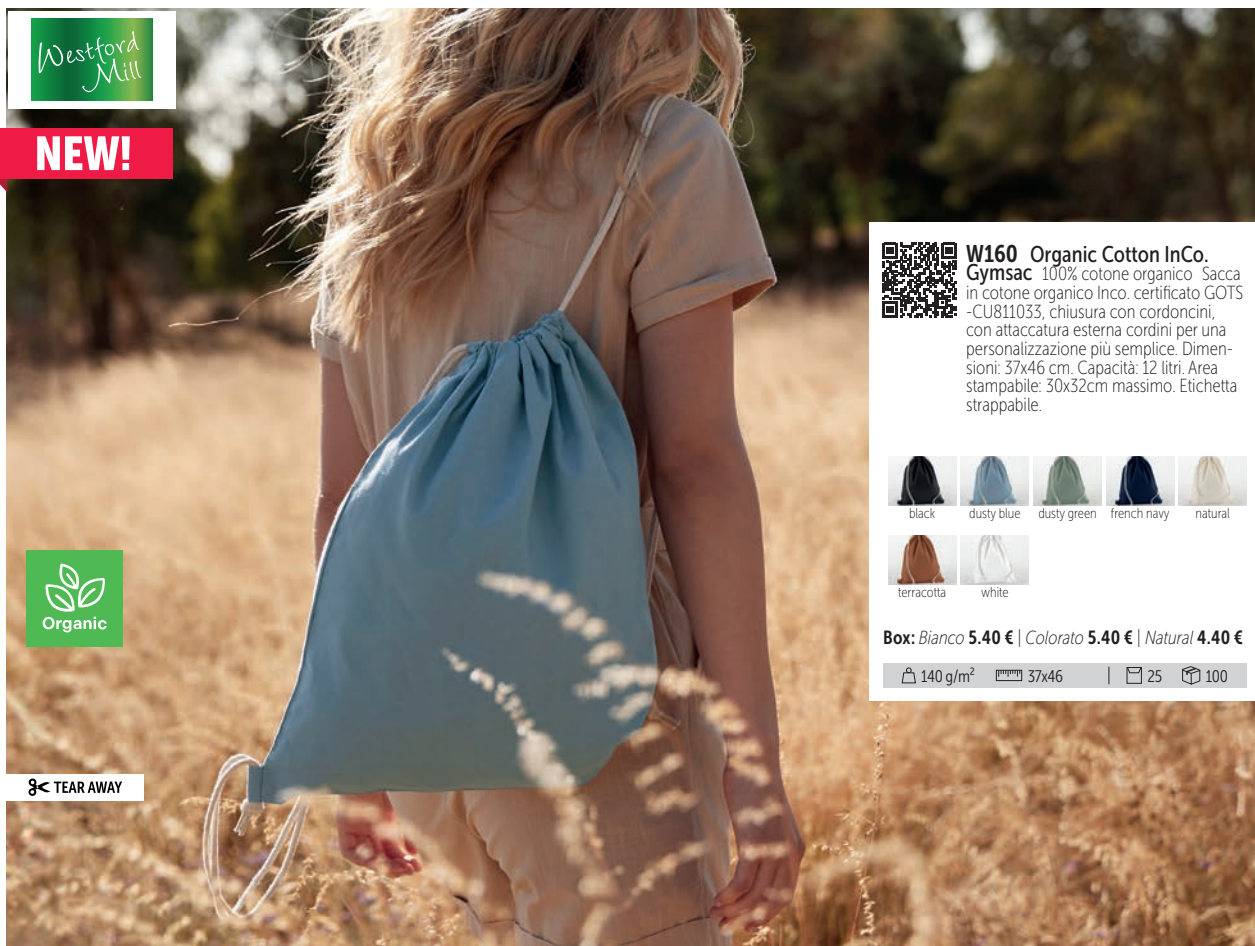 Westford
Mill
NEW!
W160 Organic Cotton InCo.
Gymsac 100% cotone organico Sacca
in cotone organico Inco. certificato GOTS
-CU811033, chiusura con cordoncini,
con attaccatura esterna cordini per una
personalizzazione più semplice. Dimen-
sioni: 37x46 cm. Capacità: 12 litri. Area
stampabile: 30x32cm massimo. Etichetta
strappabile.
black dusty blue dusty green french navy natural
terracotta white
Box: Bianco 5.40 € | Colorato 5.40 € | Natural 4.40 €
140 g/m² 37x46 | 25 100
Organic
TEAR AWAY